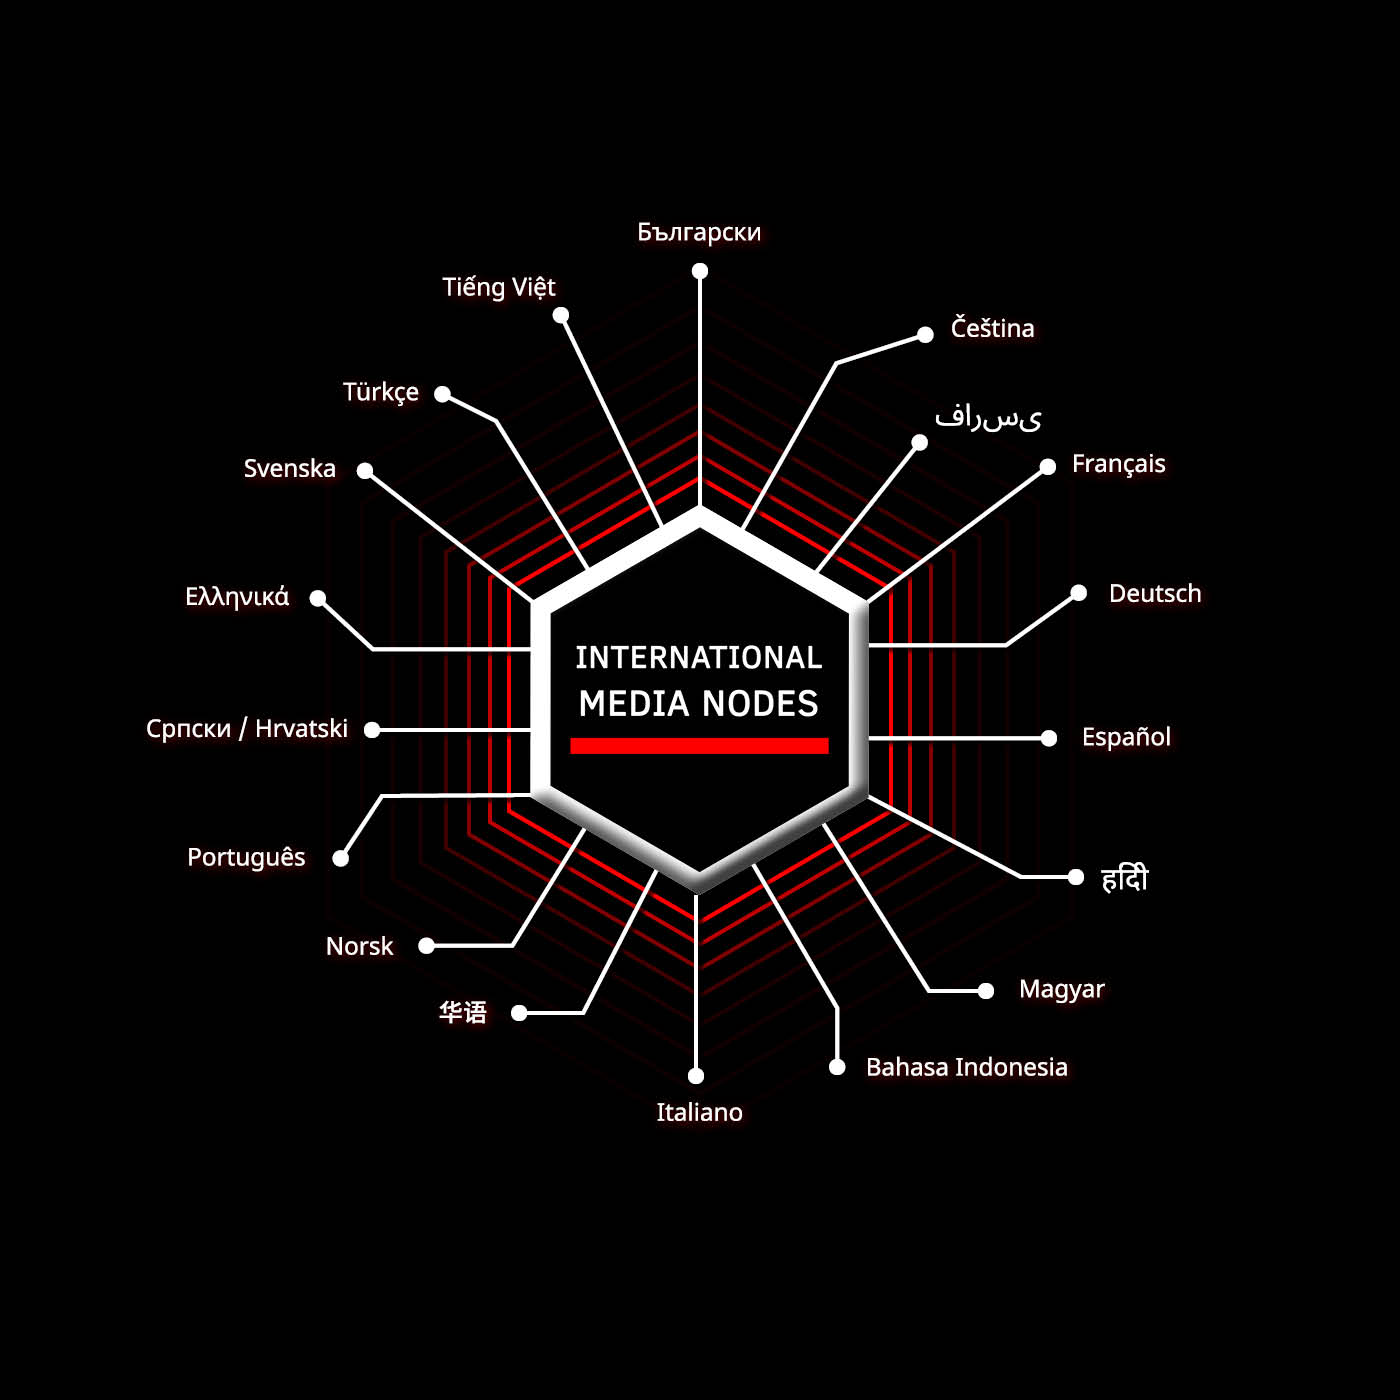 Български
Tiếng Việt
Čeština
Türkçe
فارسی
Français
Svenska
Deutsch
Ελληνικά
INTERNATIONAL
MEDIA NODES
Српски / Hrvatski
Español
Português
हिंदी
Norsk
Magyar
华语
Bahasa Indonesia
Italiano